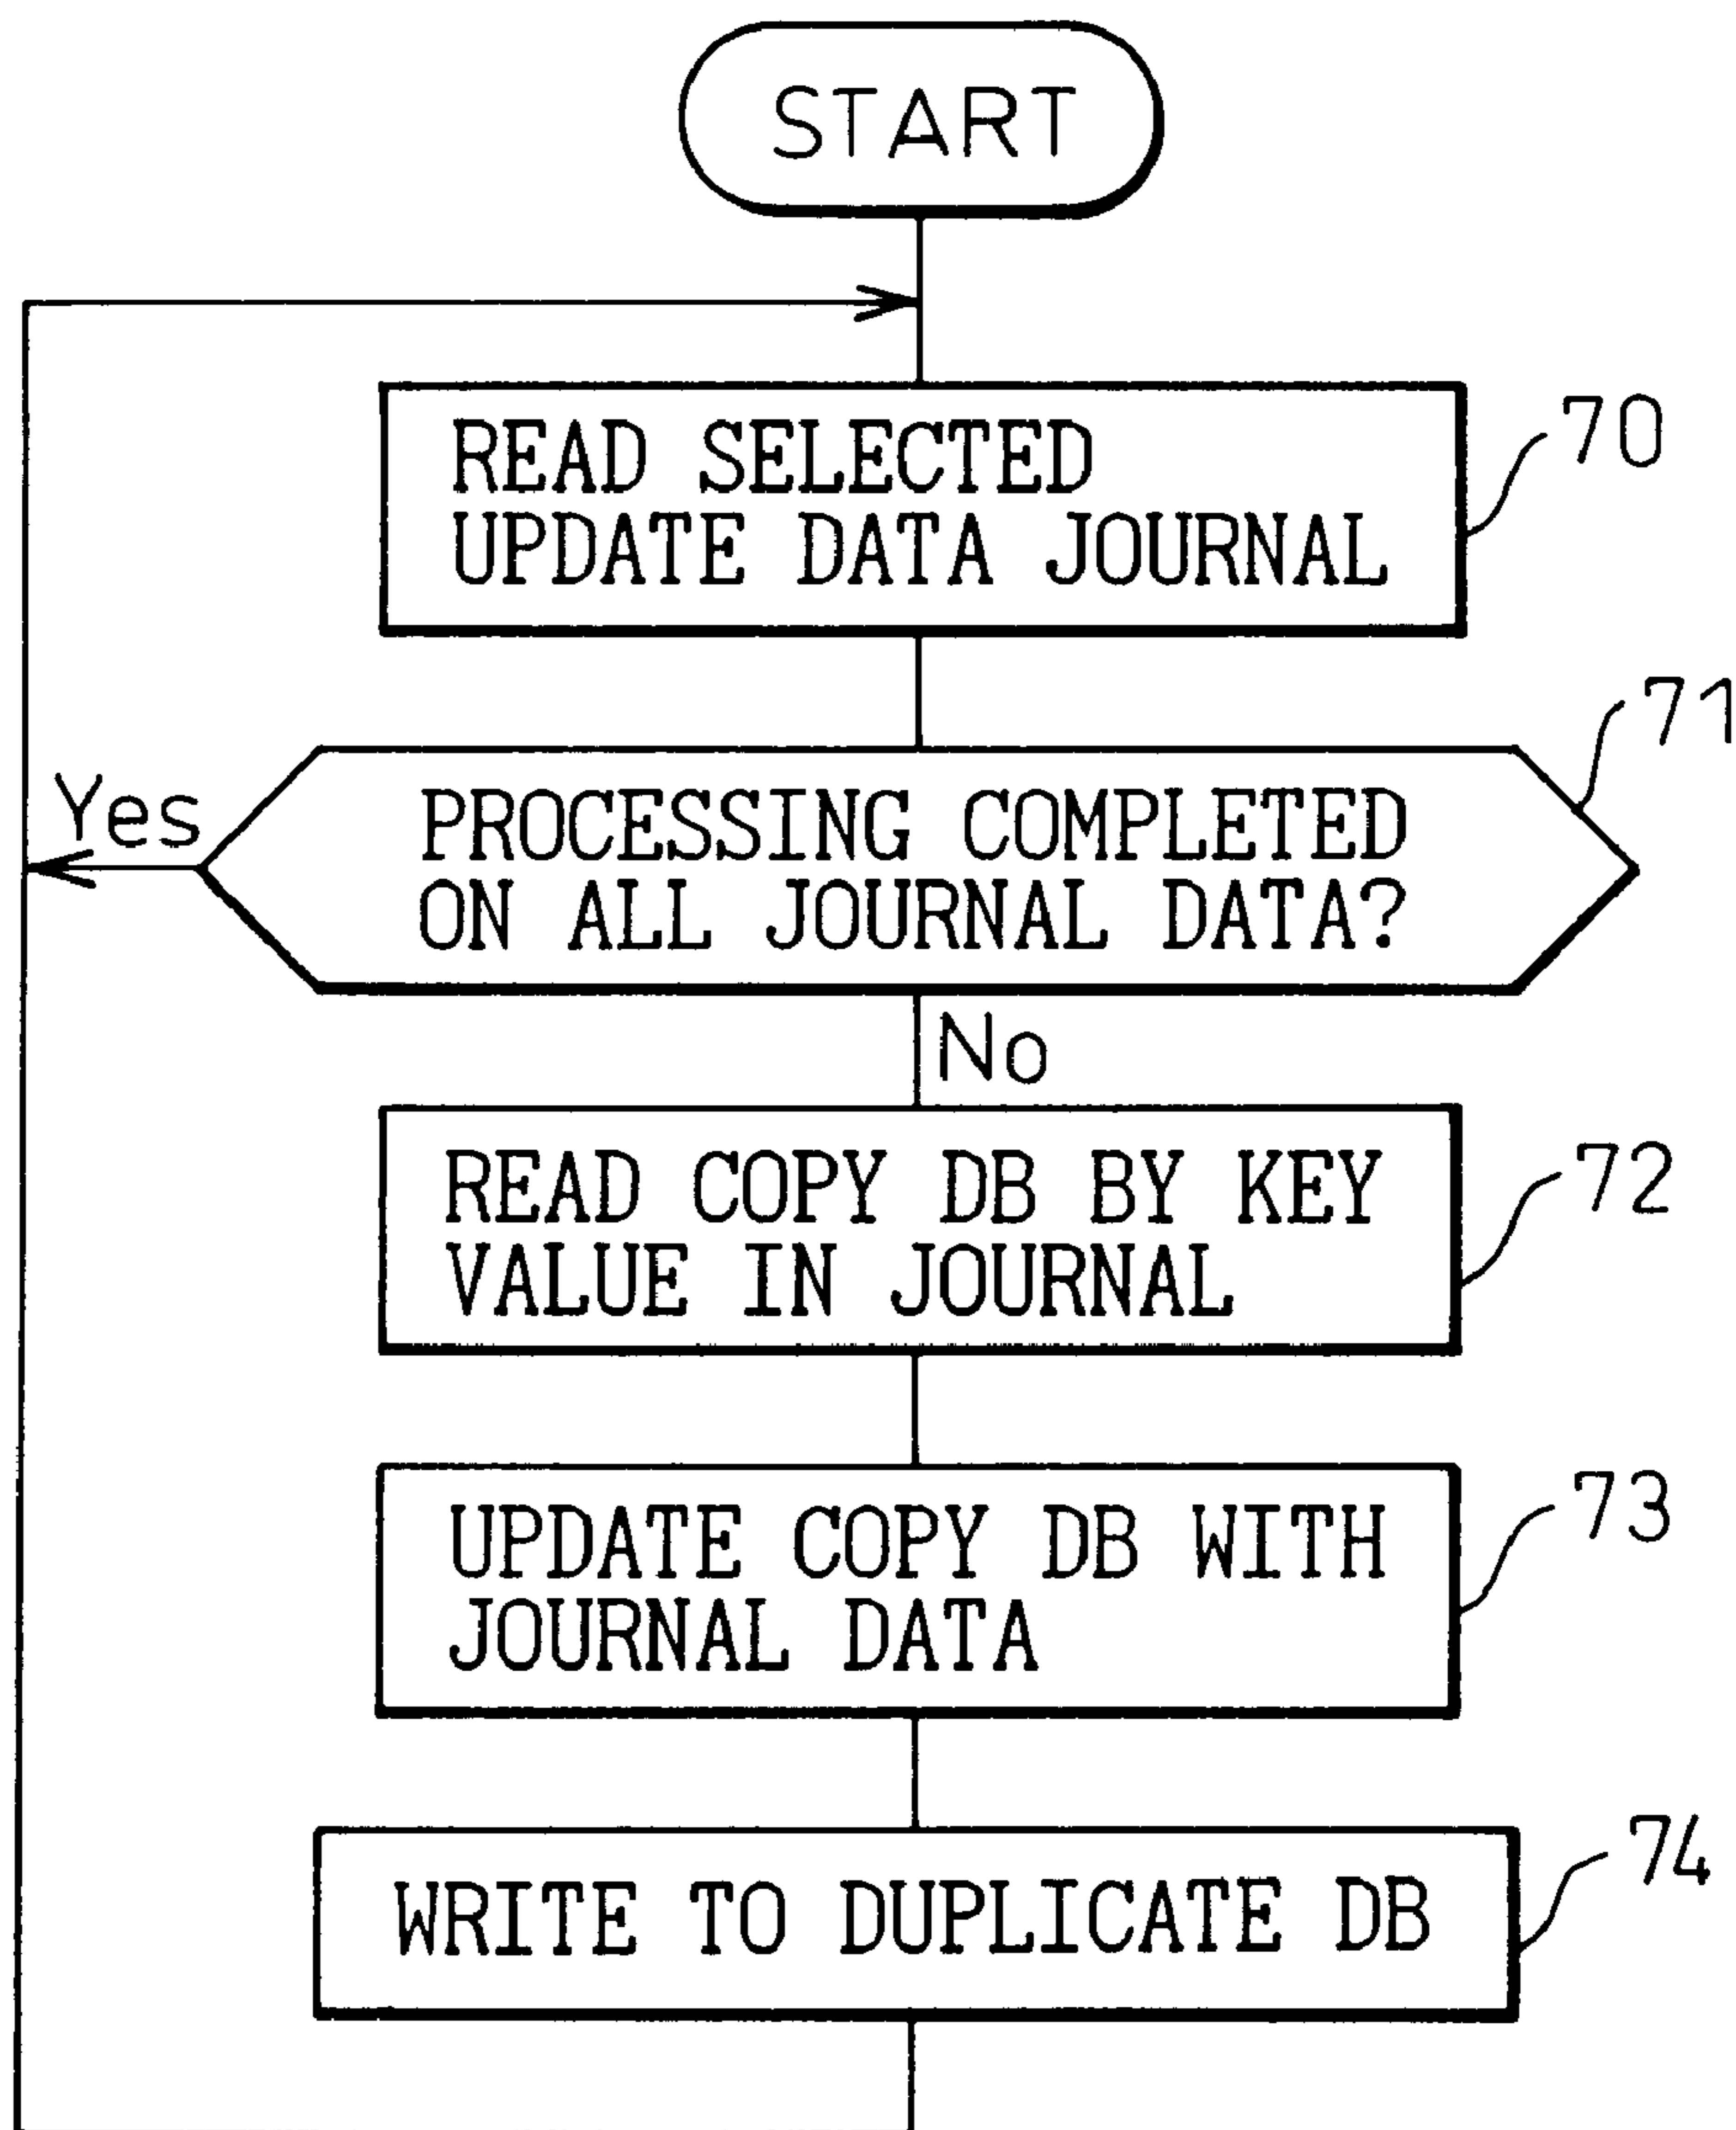 START
READ SELECTED
UPDATE DATA JOURNAL
70
71
Yes
PROCESSING COMPLETED
ON ALL JOURNAL DATA?
No
READ COPY DB BY KEY
VALUE IN JOURNAL
72
UPDATE COPY DB WITH
JOURNAL DATA
73
WRITE TO DUPLICATE DB
74